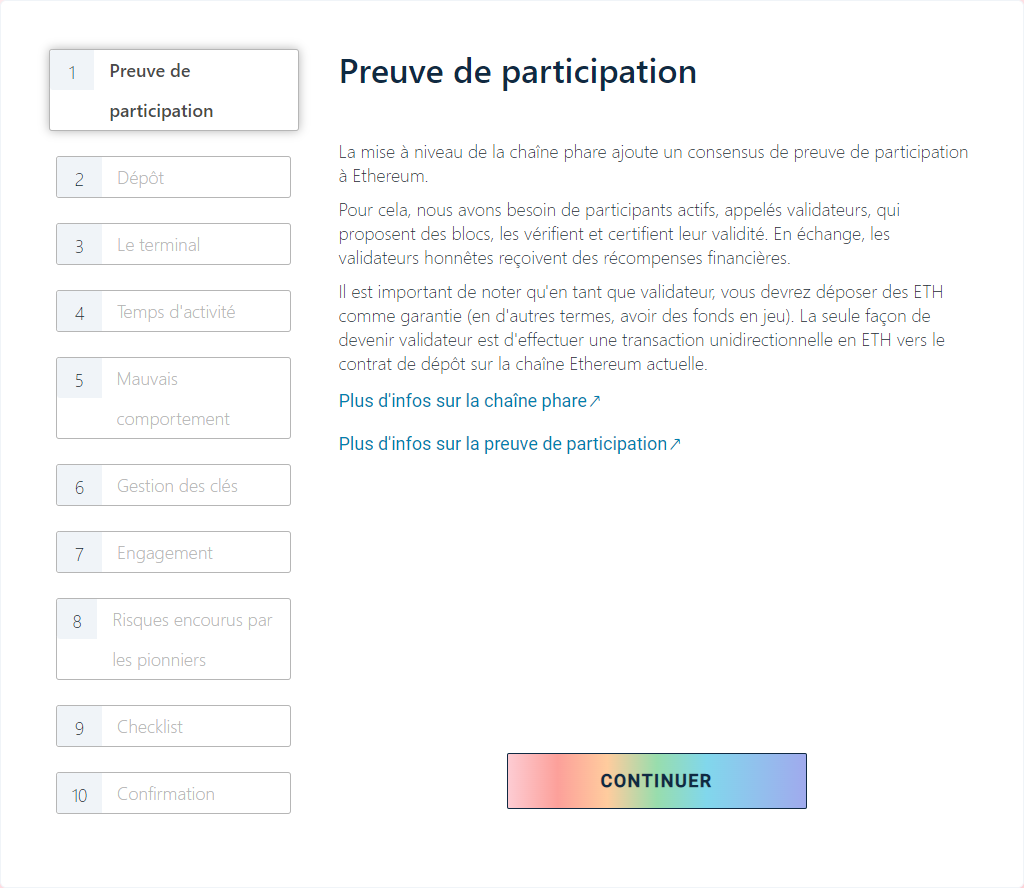 1
Preuve de
participation
2
Dépôt
3
Le terminal
4
Temps d'activité
5
Mauvais
comportement
6
Gestion des clés
7
Engagement
8
Risques encourus par
les pionniers
9
Checklist
10
Confirmation
Preuve de participation
La mise à niveau de la chaîne phare ajoute un consensus de preuve de participation
à Ethereum.
Pour cela, nous avons besoin de participants actifs, appelés validateurs, qui
proposent des blocs, les vérifient et certifient leur validité. En échange, les
validateurs honnêtes reçoivent des récompenses financières.
Il est important de noter qu'en tant que validateur, vous devrez déposer des ETH
comme garantie (en d'autres termes, avoir des fonds en jeu). La seule façon de
devenir validateur est d'effectuer une transaction unidirectionnelle en ETH vers le
contrat de dépôt sur la chaîne Ethereum actuelle.
Plus d'infos sur la chaîne phare↗
Plus d'infos sur la preuve de participation↗
CONTINUER